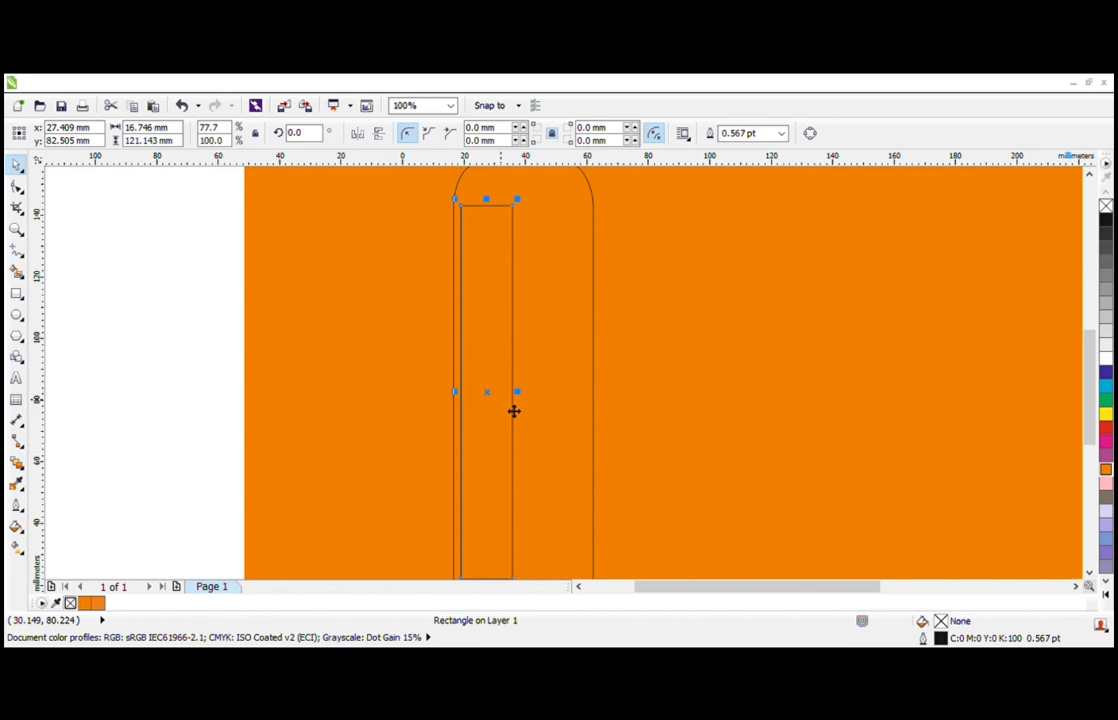 100% Snap to
x: 27.409 mm 16.746 mm 77.7 % 0.0 ° 0.0 mm 0.0 mm 0.567 pt
y: 82.505 mm 121.143 mm 100.0 % 0.0 mm 0.0 mm
100 80 60 40 20 0 20 40 60 80 100 120 140 160 180 200 millimeters
140
120
100
80
60
40
millimeters
1 of 1 Page 1
( 30.149, 80.224 ) Rectangle on Layer 1 None
Document color profiles: RGB: sRGB IEC61966-2.1; CMYK: ISO Coated v2 (ECI); Grayscale: Dot Gain 15% C:0 M:0 Y:0 K:100 0.567 pt